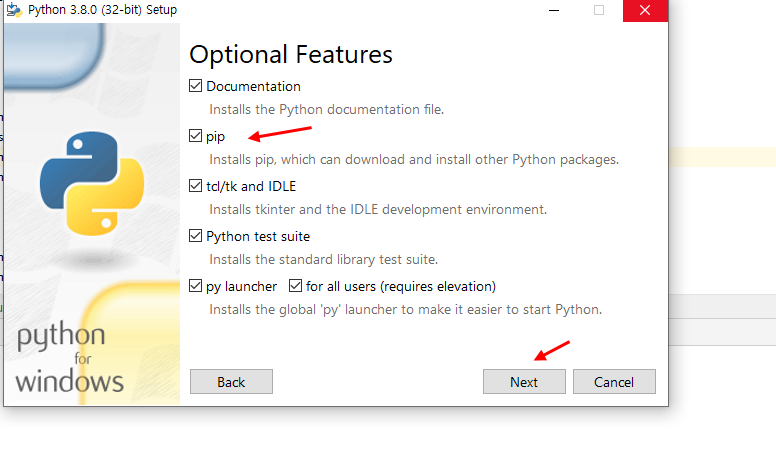 Python 3.8.0 (32-bit) Setup
Optional Features
Documentation
Installs the Python documentation file.
pip
Installs pip, which can download and install other Python packages.
tcl/tk and IDLE
Installs tkinter and the IDLE development environment.
Python test suite
Installs the standard library test suite.
py launcher for all users (requires elevation)
Installs the global 'py' launcher to make it easier to start Python.
python
for
windows
Back Next Cancel